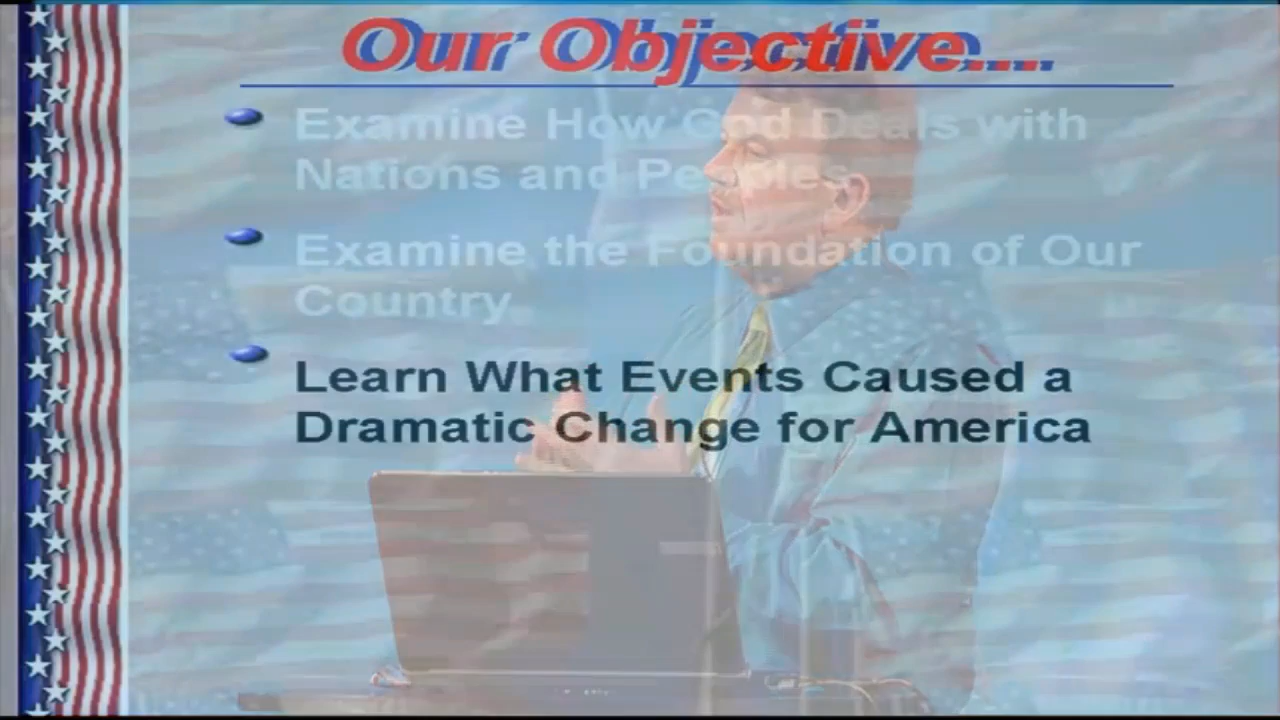 Our Objective....
Examine How God Deals with
Nations and Peoples
Examine the Foundation of Our
Country
Learn What Events Caused a
Dramatic Change for America